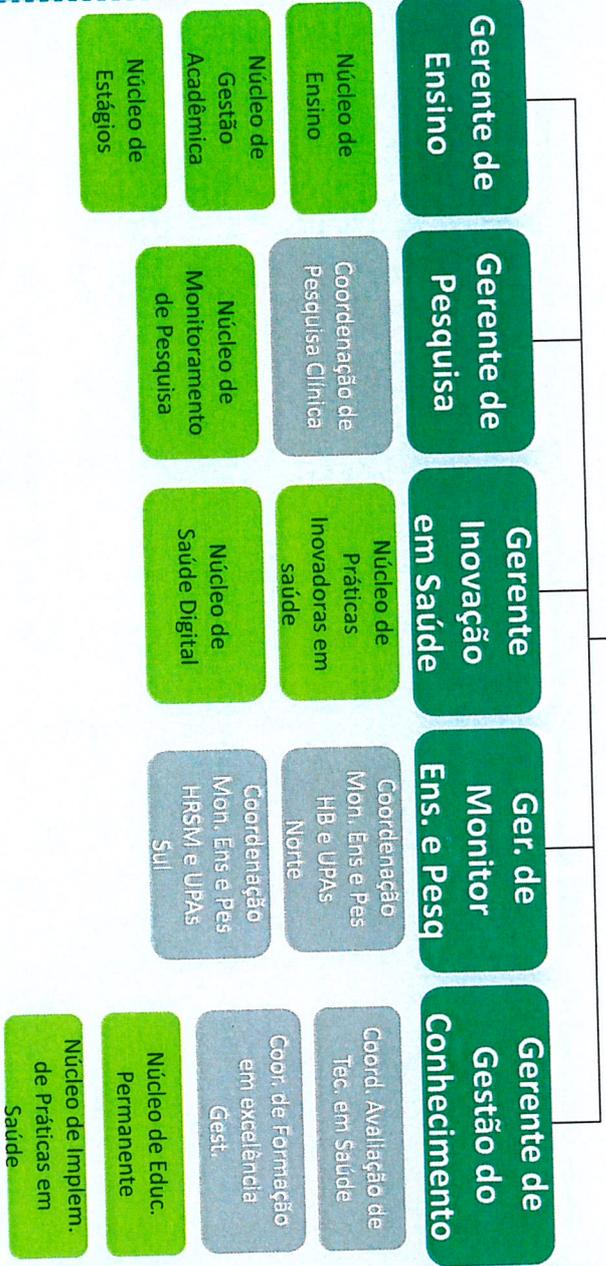 Gerente de
Ensino
Núcleo de
Ensino
Núcleo de
Gestão
Acadêmica
Núcleo de
Estágios
Gerente de
Pesquisa
Coordenação de
Pesquisa Clínica
Núcleo de
Monitoramento
de Pesquisa
Gerente
Inovação
em Saúde
Núcleo de
Práticas
Inovadoras em
saúde
Núcleo de
Saúde Digital
Ger. de
Monitor
Ens. e Pesq
Coordenação
Mon. Ens e Pes
HB e UPAs
Norte
Coordenação
Mon. Ens e Pes
HRSM e UPAs
Sul
Gerente de
Gestão do
Conhecimento
Coord. Avaliação de
Tec. em Saúde
Coor. de Formação
em excelência
Gest.
Núcleo de Educ.
Permanente
Núcleo de Implem.
de Práticas em
Saúde